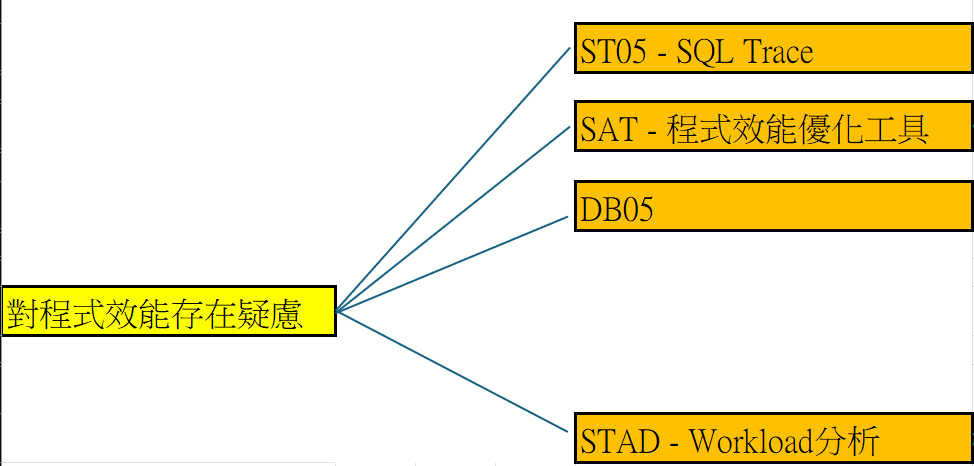 ST05 - SQL Trace
SAT - 程式效能優化工具
DB05
對程式效能存在疑慮
STAD - Workload分析